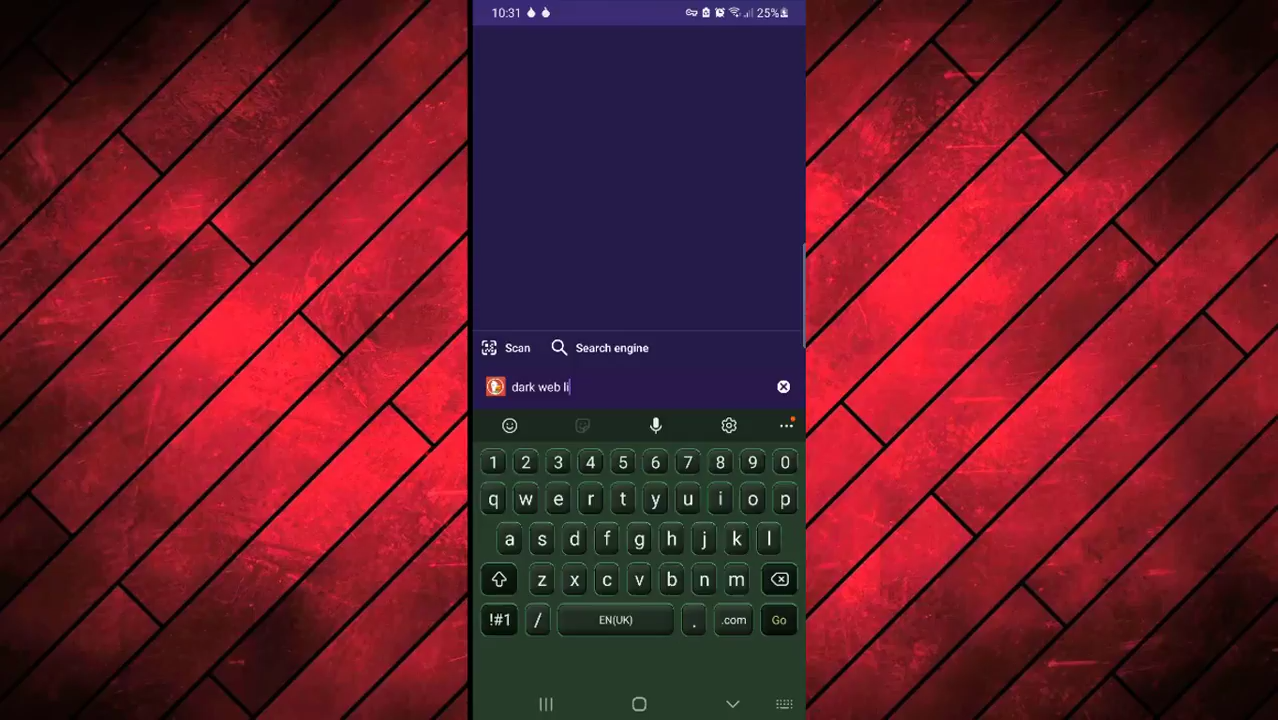 10:31 25%
Scan Search engine
dark web li
1 2 3 4 5 6 7 8 9 0
q w e r t y u i o p
a s d f g h j k l
z x c v b n m
!#1 / EN(UK) . .com Go